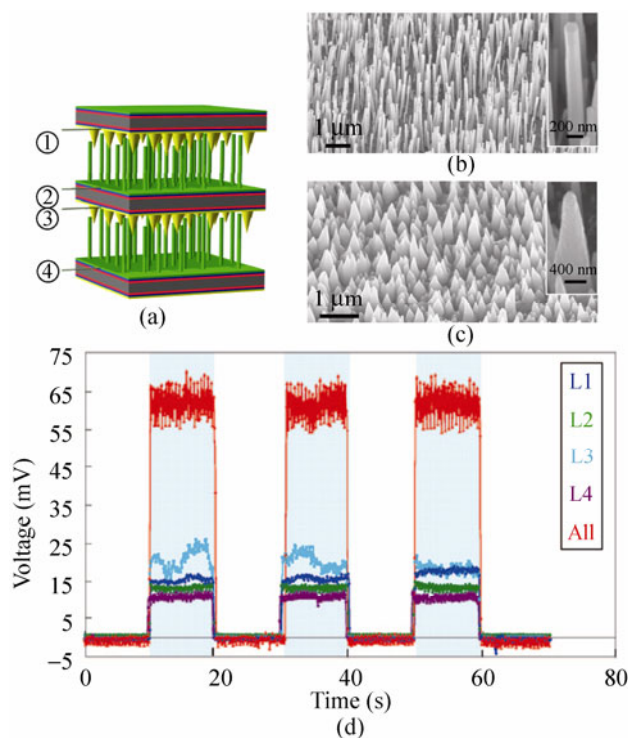 ①
②
③
④
(a)
1 μm
200 nm
(b)
1 μm
400 nm
(c)
Voltage (mV)
75
65
55
45
35
25
15
5
−5
L1
L2
L3
L4
All
0
20
40
60
80
Time (s)
(d)